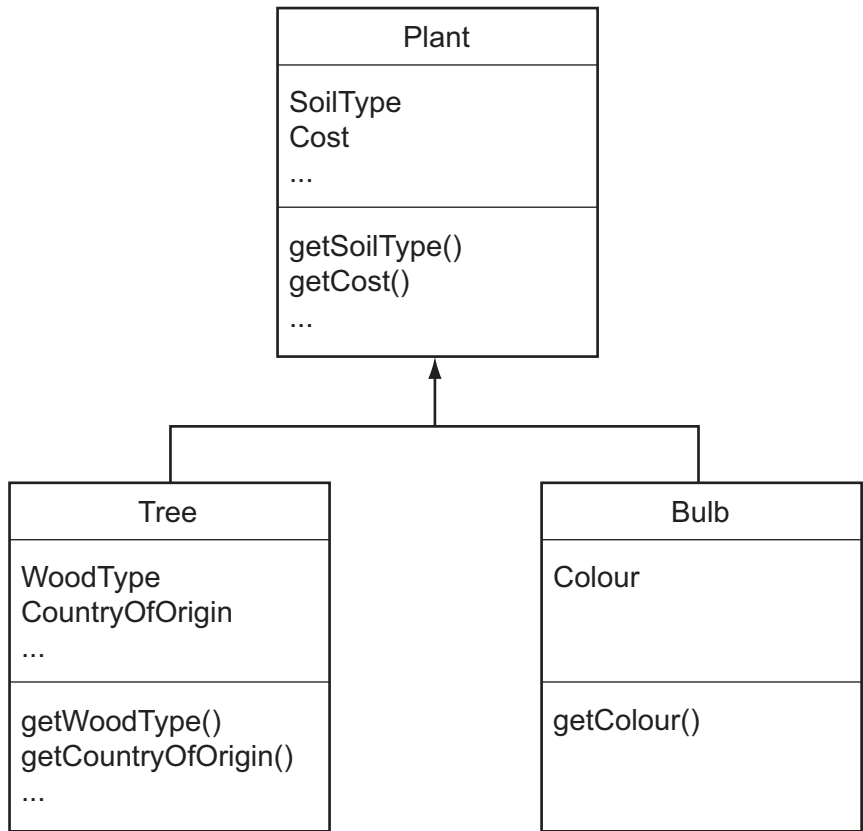 Plant
SoilType
Cost
...
getSoilType()
getCost()
...
Tree
WoodType
CountryOfOrigin
...
getWoodType()
getCountryOfOrigin()
...
Bulb
Colour
getColour()